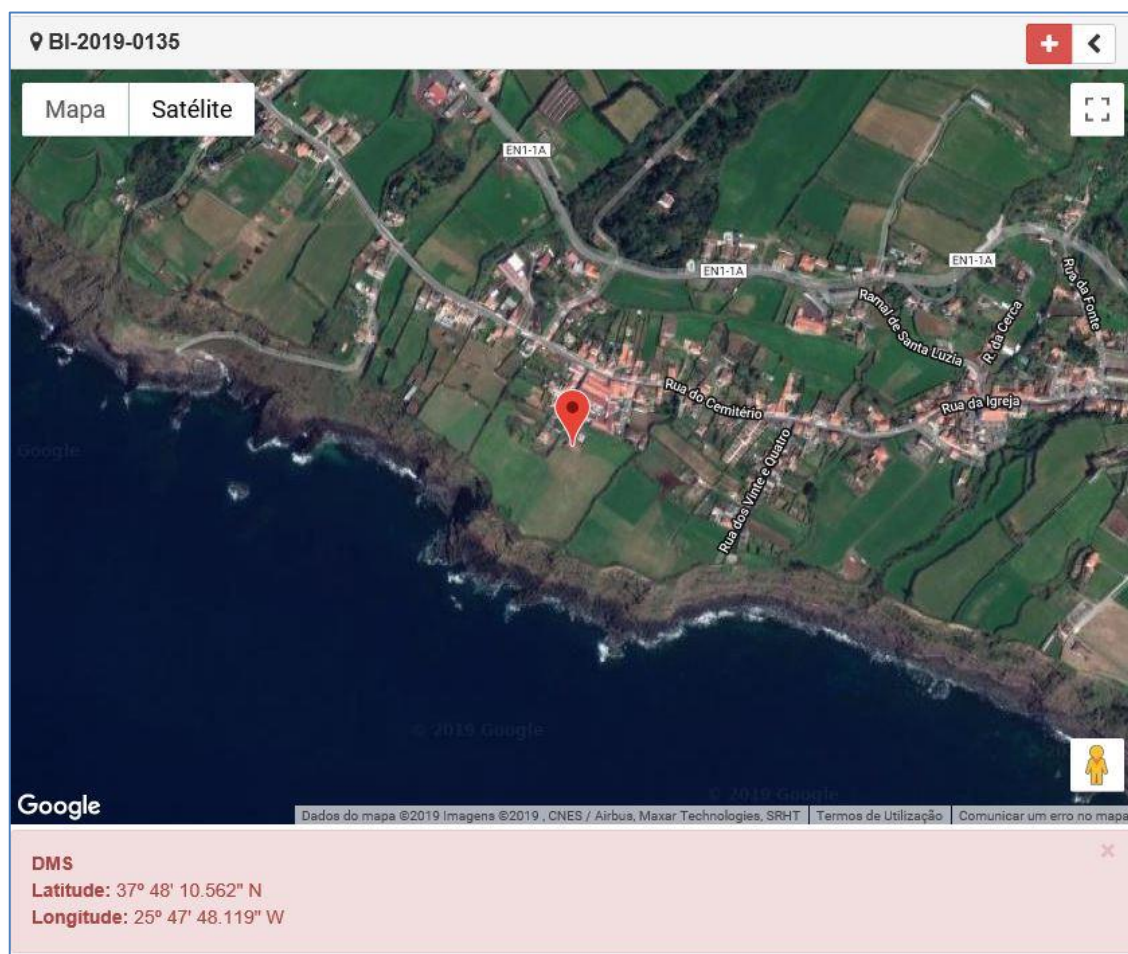 BI-2019-0135
Mapa Satélite
EN1-1A
EN1-1A
EN1-1A
Rua da Fonte
Ramal de Santa Luzia
R. da Cerca
Rua do Cemitério
Rua da Igreja
Rua dos Vinte e Quatro
Google
© 2019 Google
© 2019 Google
Google
Dados do mapa ©2019 Imagens ©2019 , CNES / Airbus, Maxar Technologies, SRHT Termos de Utilização Comunicar um erro no mapa
DMS
Latitude: 37º 48' 10.562" N
Longitude: 25º 47' 48.119" W